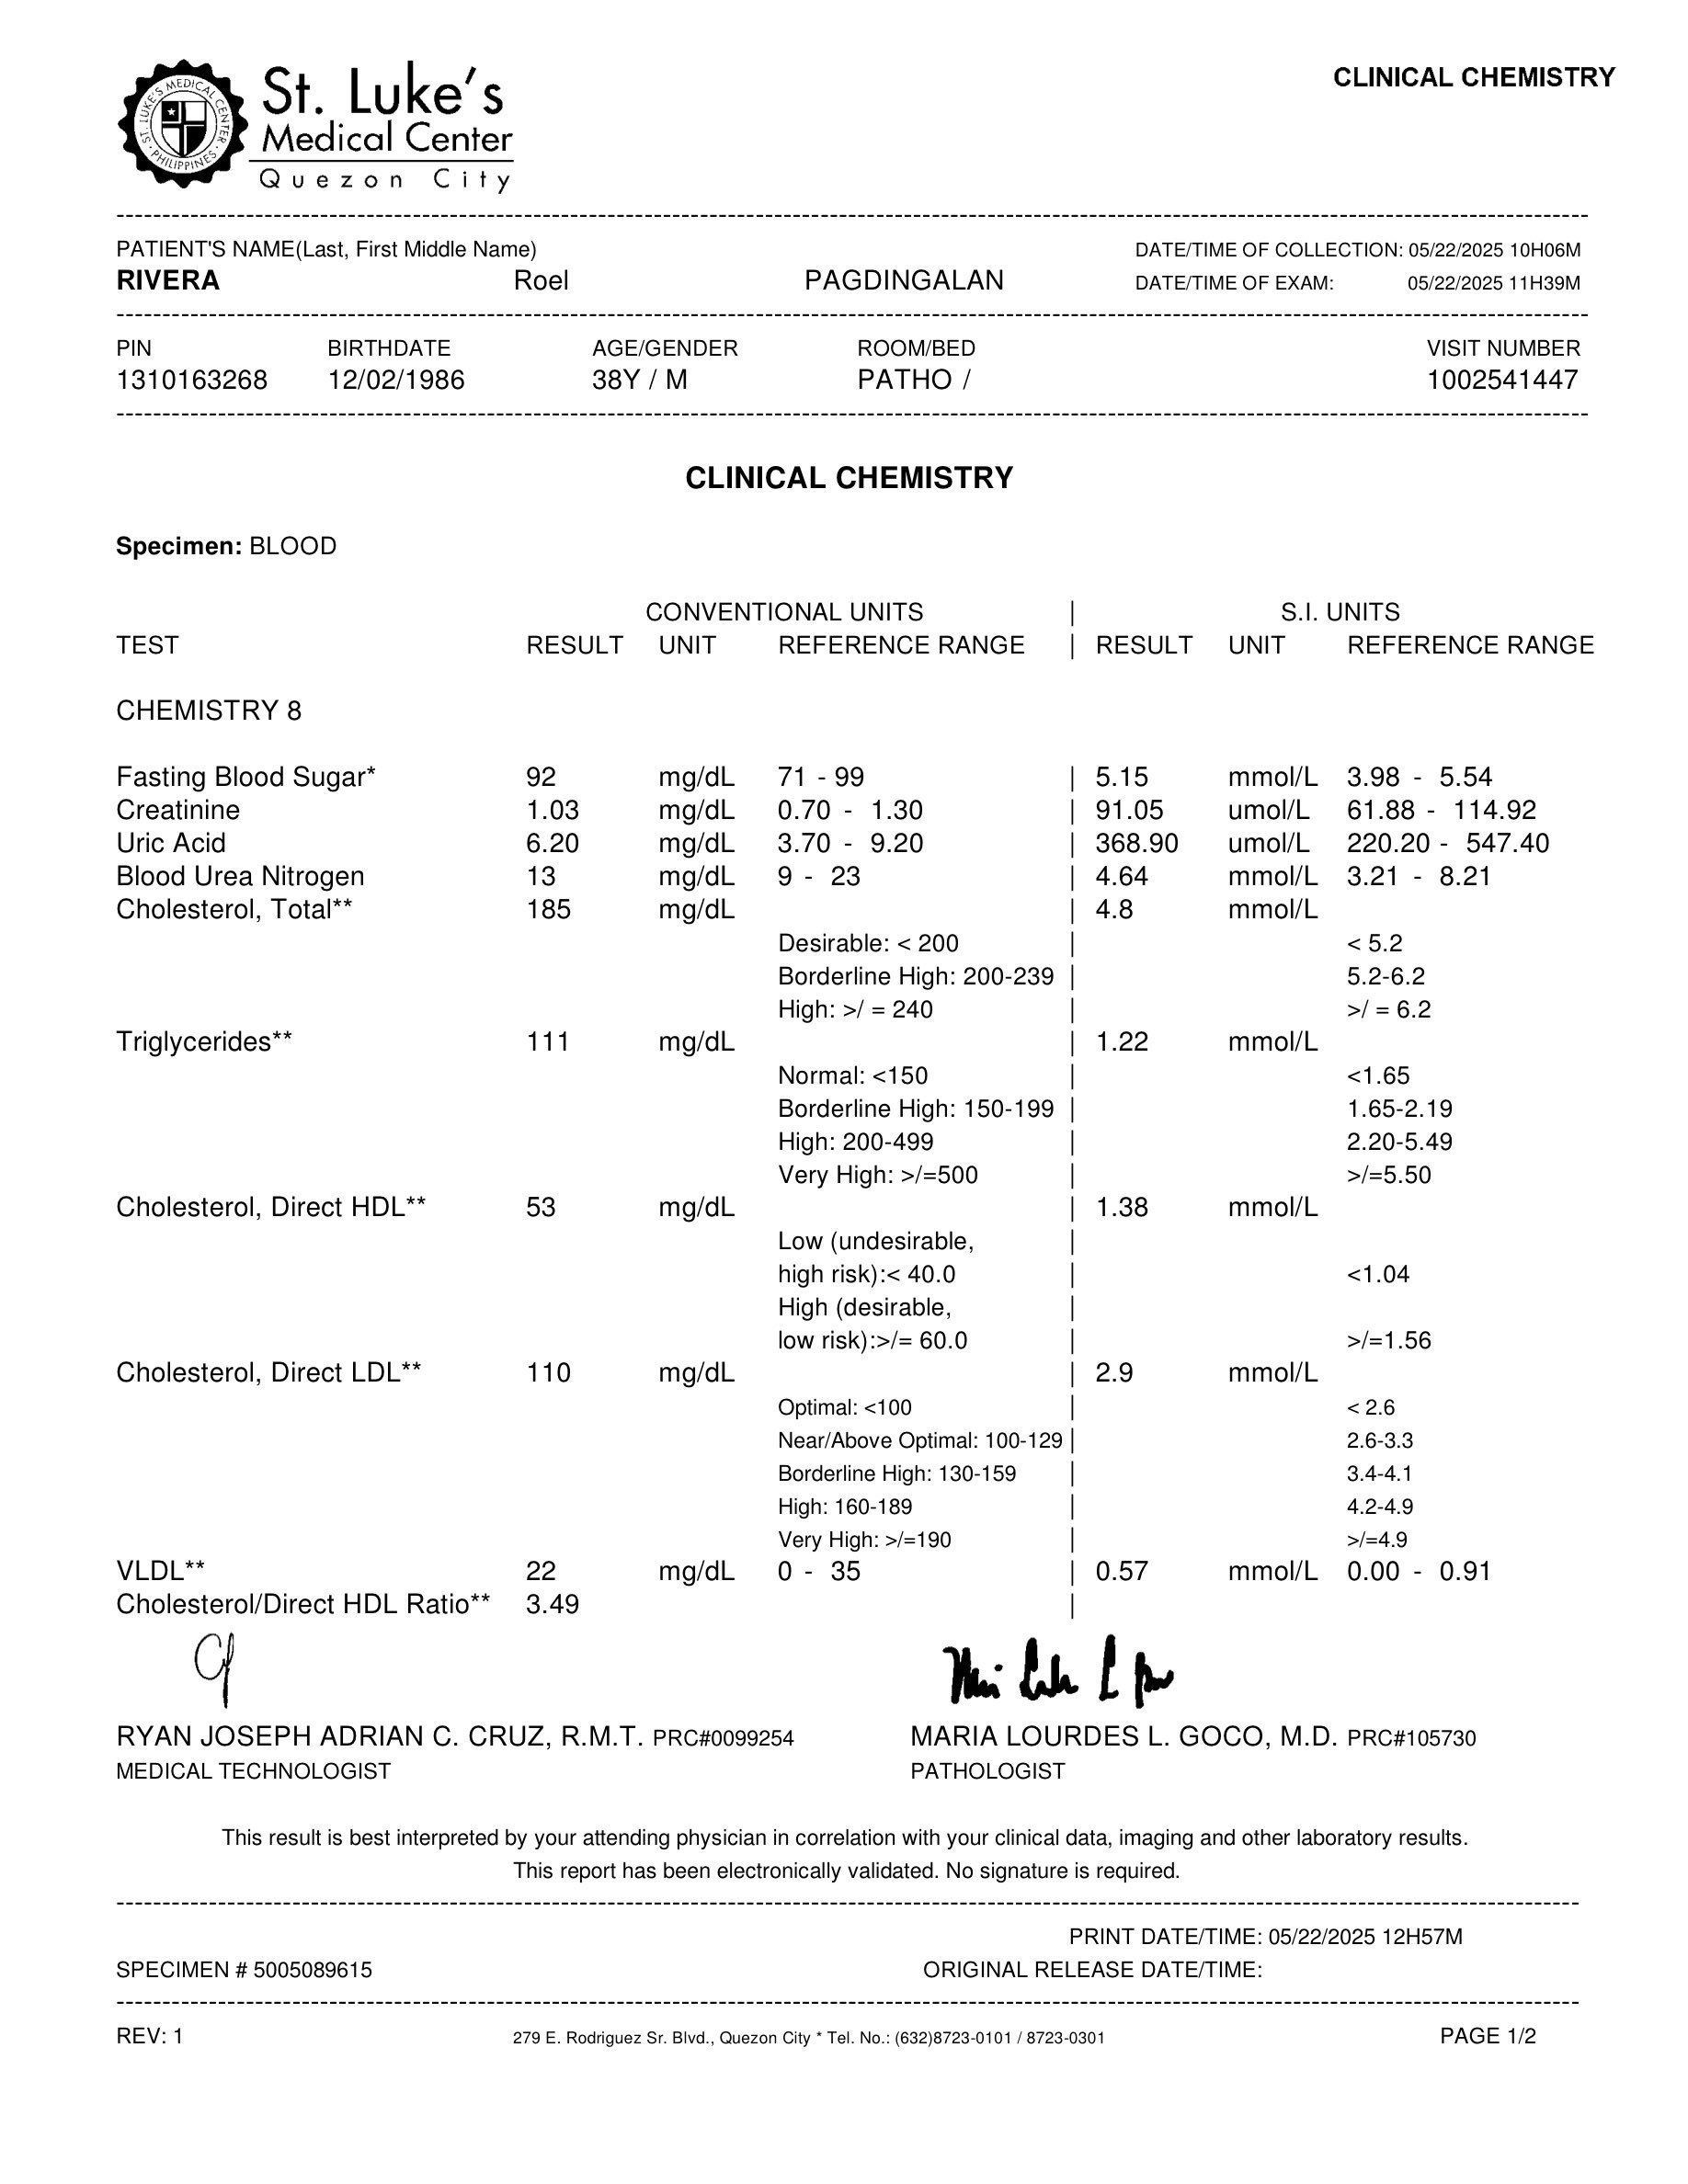 ST. LUKE'S MEDICAL CENTER
PHILIPPINES
St. Luke's
Medical Center
Quezon City
CLINICAL CHEMISTRY
PATIENT'S NAME(Last, First Middle Name) DATE/TIME OF COLLECTION: 05/22/2025 10H06M
RIVERA Roel PAGDINGALAN DATE/TIME OF EXAM: 05/22/2025 11H39M
PIN BIRTHDATE AGE/GENDER ROOM/BED VISIT NUMBER
1310163268 12/02/1986 38Y / M PATHO / 1002541447
CLINICAL CHEMISTRY
Specimen: BLOOD
CONVENTIONAL UNITS | S.I. UNITS
TEST RESULT UNIT REFERENCE RANGE | RESULT UNIT REFERENCE RANGE
CHEMISTRY 8
Fasting Blood Sugar* 92 mg/dL 71 - 99 | 5.15 mmol/L 3.98 - 5.54
Creatinine 1.03 mg/dL 0.70 - 1.30 | 91.05 umol/L 61.88 - 114.92
Uric Acid 6.20 mg/dL 3.70 - 9.20 | 368.90 umol/L 220.20 - 547.40
Blood Urea Nitrogen 13 mg/dL 9 - 23 | 4.64 mmol/L 3.21 - 8.21
Cholesterol, Total** 185 mg/dL | 4.8 mmol/L
Desirable: < 200 | < 5.2
Borderline High: 200-239 | 5.2-6.2
High: >/ = 240 | >/ = 6.2
Triglycerides** 111 mg/dL | 1.22 mmol/L
Normal: <150 | <1.65
Borderline High: 150-199 | 1.65-2.19
High: 200-499 | 2.20-5.49
Very High: >/=500 | >/=5.50
Cholesterol, Direct HDL** 53 mg/dL | 1.38 mmol/L
Low (undesirable, |
high risk):< 40.0 | <1.04
High (desirable, |
low risk):>/= 60.0 | >/=1.56
Cholesterol, Direct LDL** 110 mg/dL | 2.9 mmol/L
Optimal: <100 | < 2.6
Near/Above Optimal: 100-129 | 2.6-3.3
Borderline High: 130-159 | 3.4-4.1
High: 160-189 | 4.2-4.9
Very High: >/=190 | >/=4.9
VLDL** 22 mg/dL 0 - 35 | 0.57 mmol/L 0.00 - 0.91
Cholesterol/Direct HDL Ratio** 3.49 |
RYAN JOSEPH ADRIAN C. CRUZ, R.M.T. PRC#0099254 MARIA LOURDES L. GOCO, M.D. PRC#105730
MEDICAL TECHNOLOGIST PATHOLOGIST
This result is best interpreted by your attending physician in correlation with your clinical data, imaging and other laboratory results.
This report has been electronically validated. No signature is required.
PRINT DATE/TIME: 05/22/2025 12H57M
SPECIMEN # 5005089615 ORIGINAL RELEASE DATE/TIME:
REV: 1 279 E. Rodriguez Sr. Blvd., Quezon City * Tel. No.: (632)8723-0101 / 8723-0301 PAGE 1/2